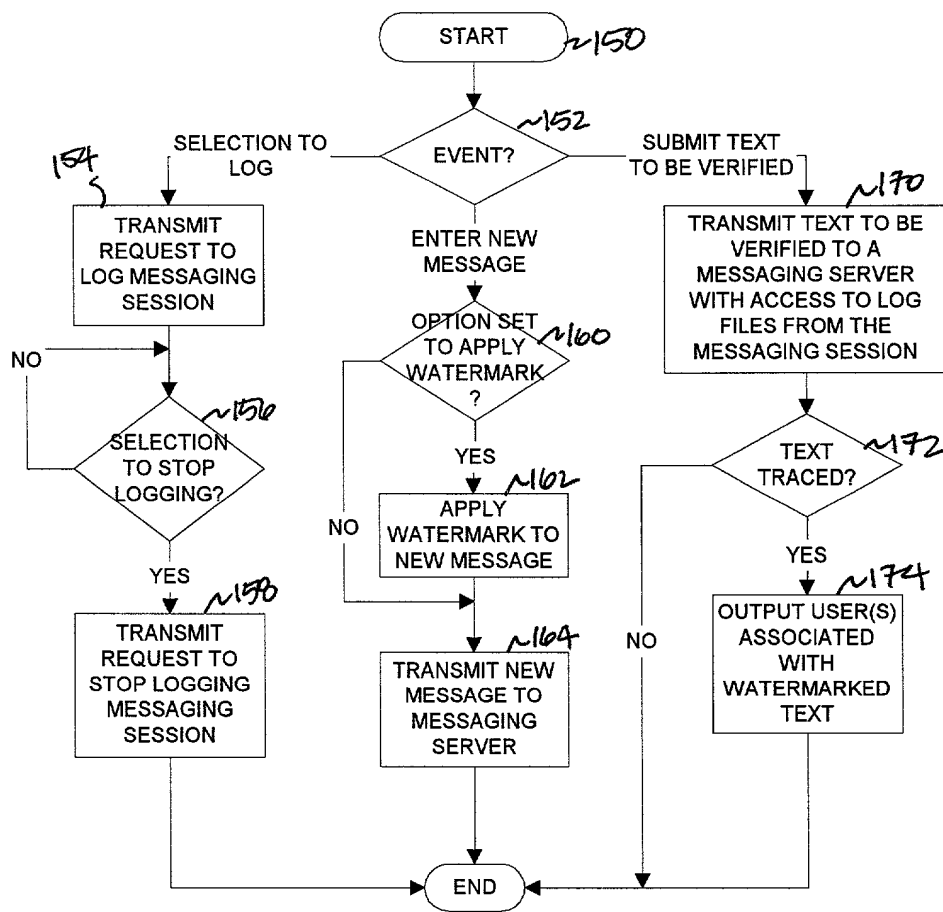 START
~150
~152
EVENT?
SELECTION TO
LOG
SUBMIT TEXT
TO BE VERIFIED
154
TRANSMIT
REQUEST TO
LOG MESSAGING
SESSION
NO
~156
SELECTION
TO STOP
LOGGING?
YES
~158
TRANSMIT
REQUEST TO
STOP LOGGING
MESSAGING
SESSION
ENTER NEW
MESSAGE
OPTION SET
TO APPLY
WATERMARK
?
~160
YES
NO
~162
APPLY
WATERMARK TO
NEW MESSAGE
~164
TRANSMIT NEW
MESSAGE TO
MESSAGING
SERVER
~170
TRANSMIT TEXT TO BE
VERIFIED TO A
MESSAGING SERVER
WITH ACCESS TO LOG
FILES FROM THE
MESSAGING SESSION
~172
TEXT
TRACED?
YES
NO
~174
OUTPUT USER(S)
ASSOCIATED
WITH
WATERMARKED
TEXT
END